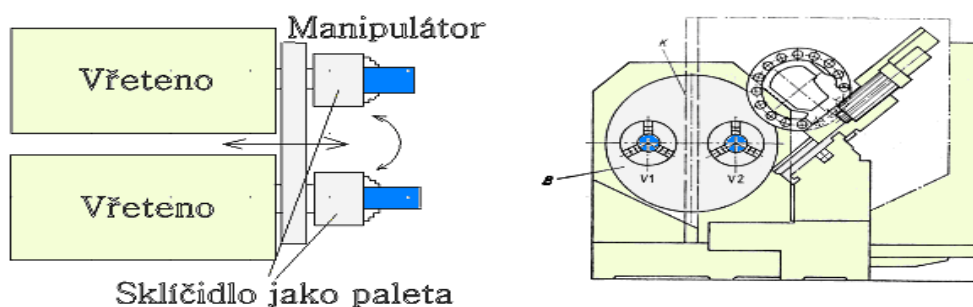 Manipulátor
Vřeteno
Vřeteno
Sklíčidlo jako paleta
K
B
V1
V2